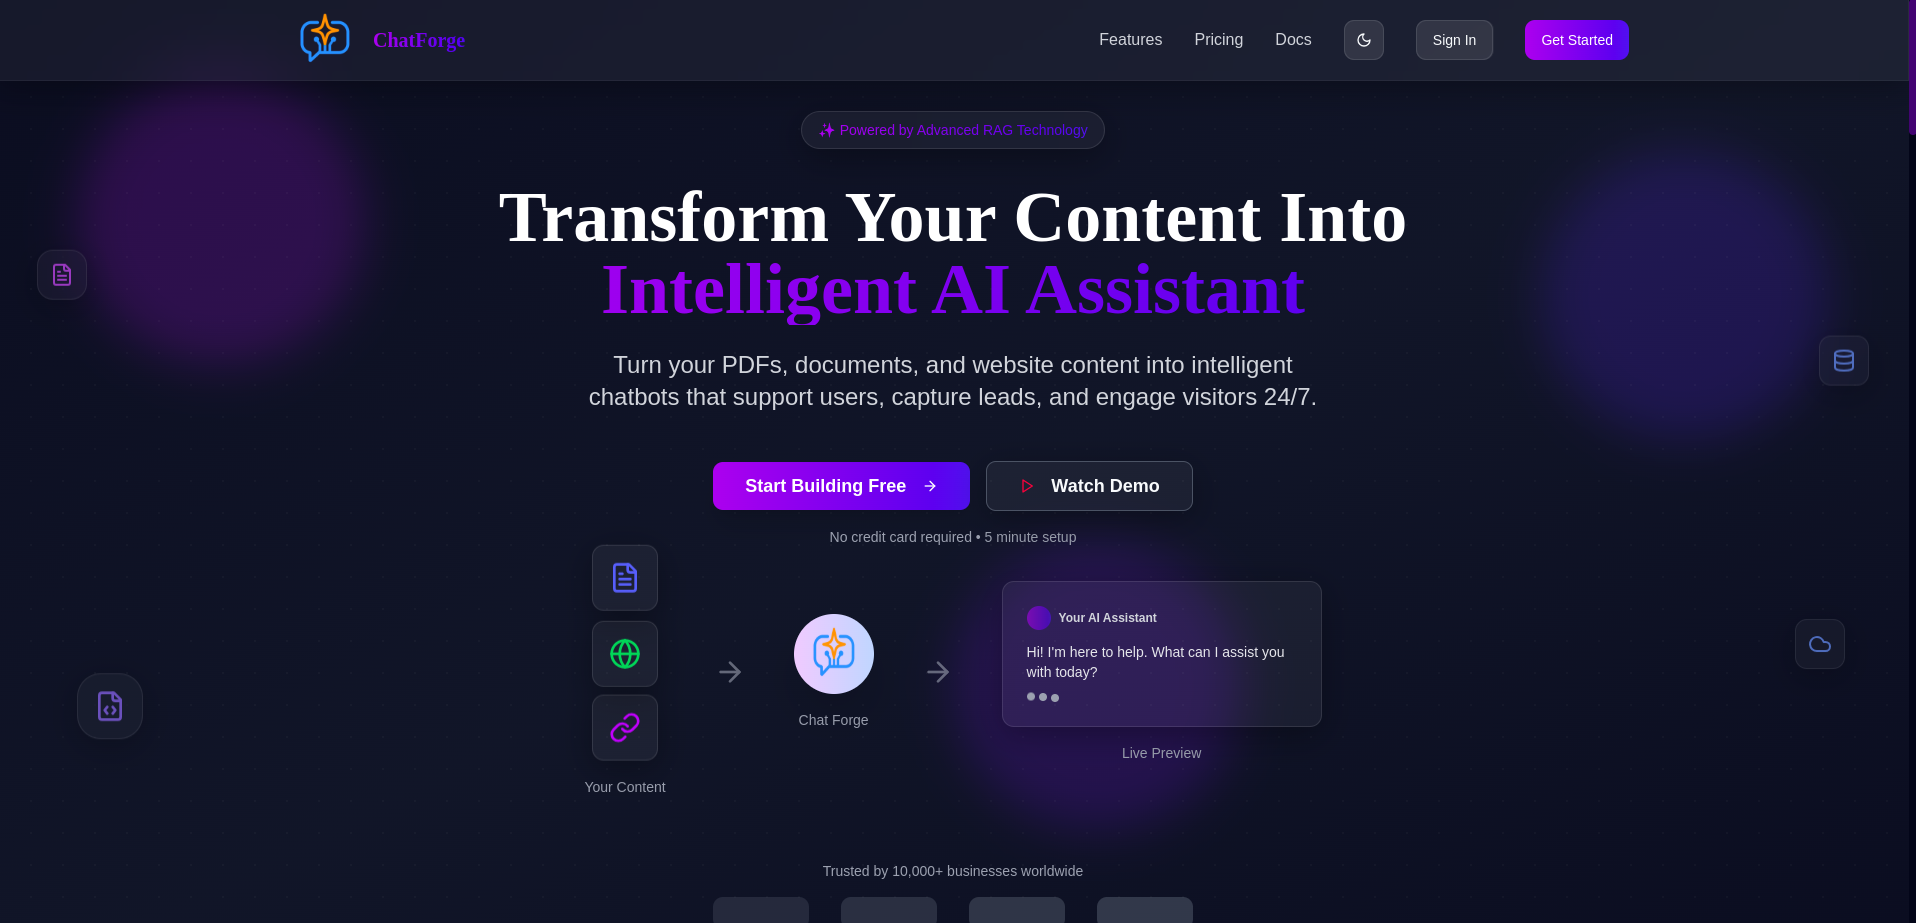 ChatForge
Features
Pricing
Docs
Sign In
Get Started
Powered by Advanced RAG Technology
Transform Your Content Into
Intelligent AI Assistant
Turn your PDFs, documents, and website content into intelligent
chatbots that support users, capture leads, and engage visitors 24/7.
Start Building Free
Watch Demo
No credit card required • 5 minute setup
Your Content
Chat Forge
Your AI Assistant
Hi! I'm here to help. What can I assist you
with today?
Live Preview
Trusted by 10,000+ businesses worldwide